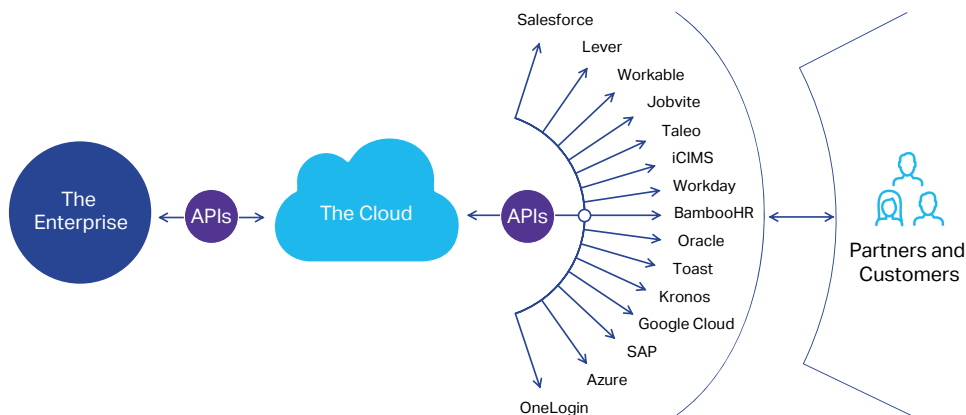 The
Enterprise
APIs
The Cloud
APIs
Salesforce
Lever
Workable
Jobvite
Taleo
iCIMS
Workday
BambooHR
Oracle
Toast
Kronos
Google Cloud
SAP
Azure
OneLogin
Partners and
Customers